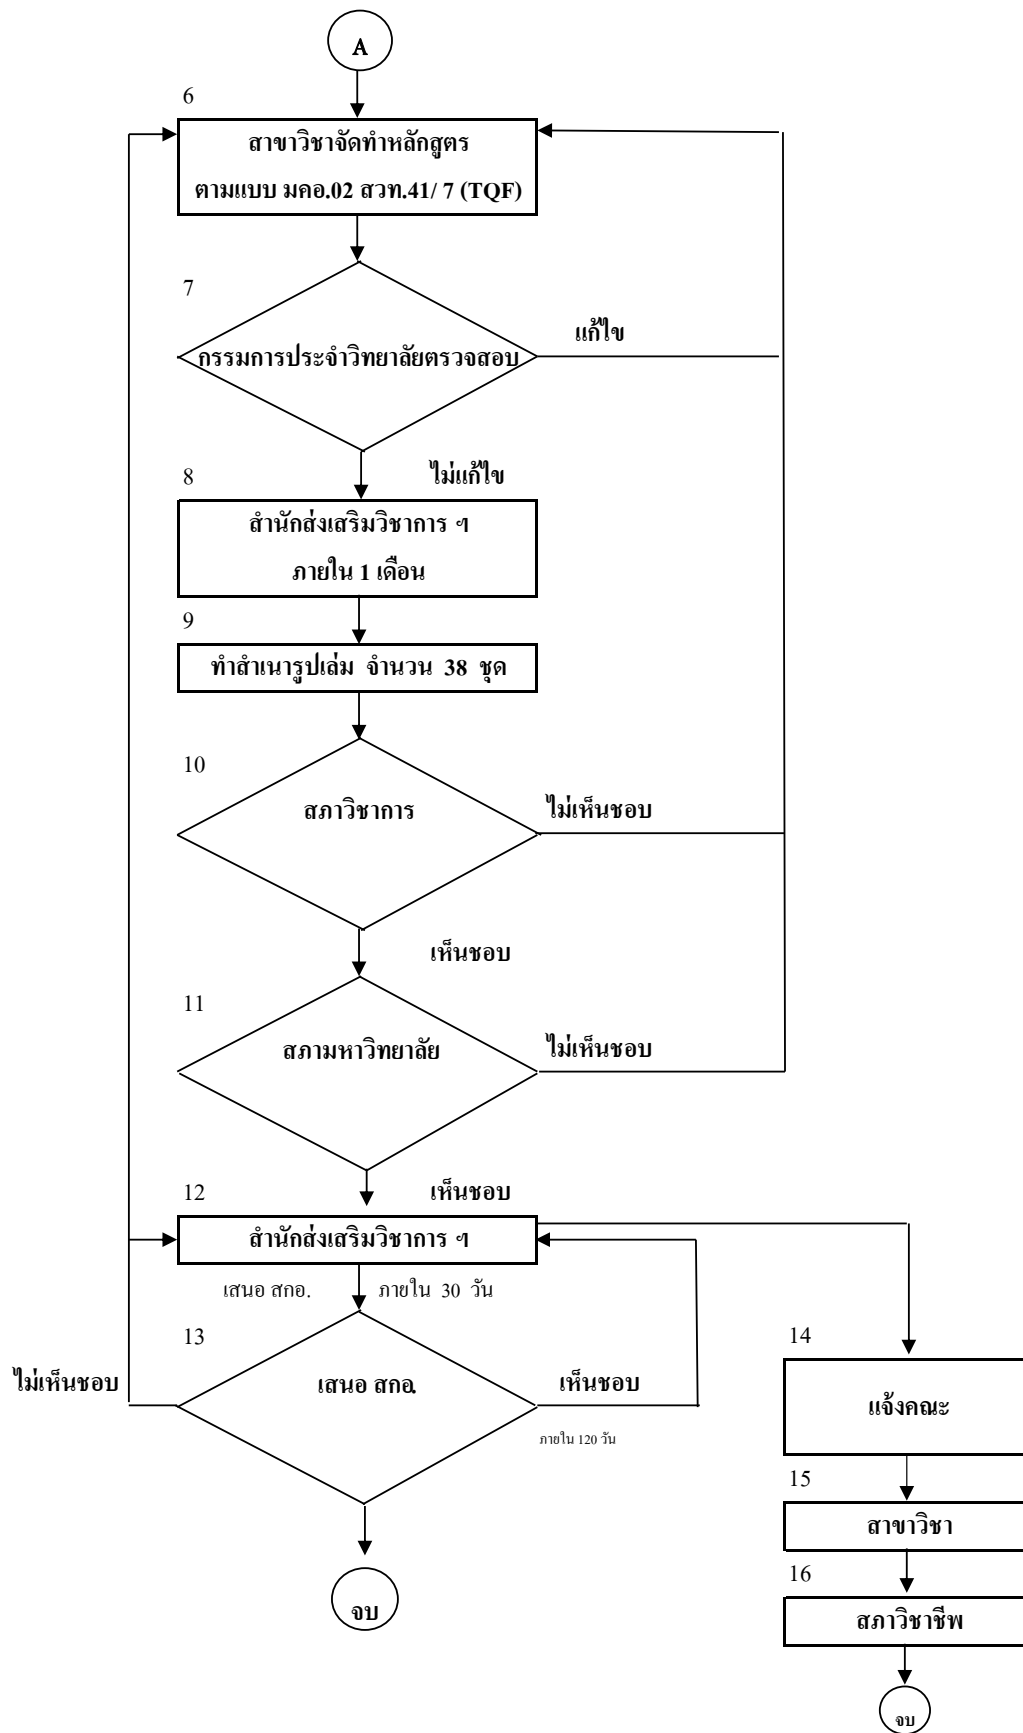 A
6
สาขาวิชาจัดทำหลักสูตร
ตามแบบ มคอ.02 สวท.41/ 7 (TQF)
7
แก้ไข
กรรมการประจำวิทยาลัยตรวจสอบ
8
ไม่แก้ไข
สำนักส่งเสริมวิชาการ ฯ
ภายใน 1 เดือน
9
ทำสำเนารูปเล่ม จำนวน 38 ชุด
10
สภาวิชาการ
ไม่เห็นชอบ
เห็นชอบ
11
สภามหาวิทยาลัย
ไม่เห็นชอบ
12
เห็นชอบ
สำนักส่งเสริมวิชาการ ฯ
เสนอ สกอ. ภายใน 30 วัน
13
ไม่เห็นชอบ
เสนอ สกอ.
เห็นชอบ
ภายใน 120 วัน
จบ
14
แจ้งคณะ
15
สาขาวิชา
16
สภาวิชาชีพ
จบ